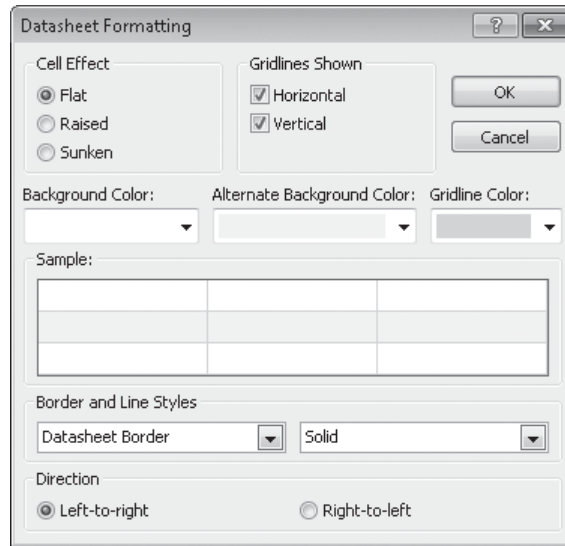 Datasheet Formatting
Cell Effect
Flat
Raised
Sunken
Gridlines Shown
Horizontal
Vertical
OK
Cancel
Background Color:
Alternate Background Color:
Gridline Color:
Sample:
Border and Line Styles
Datasheet Border
Solid
Direction
Left-to-right
Right-to-left